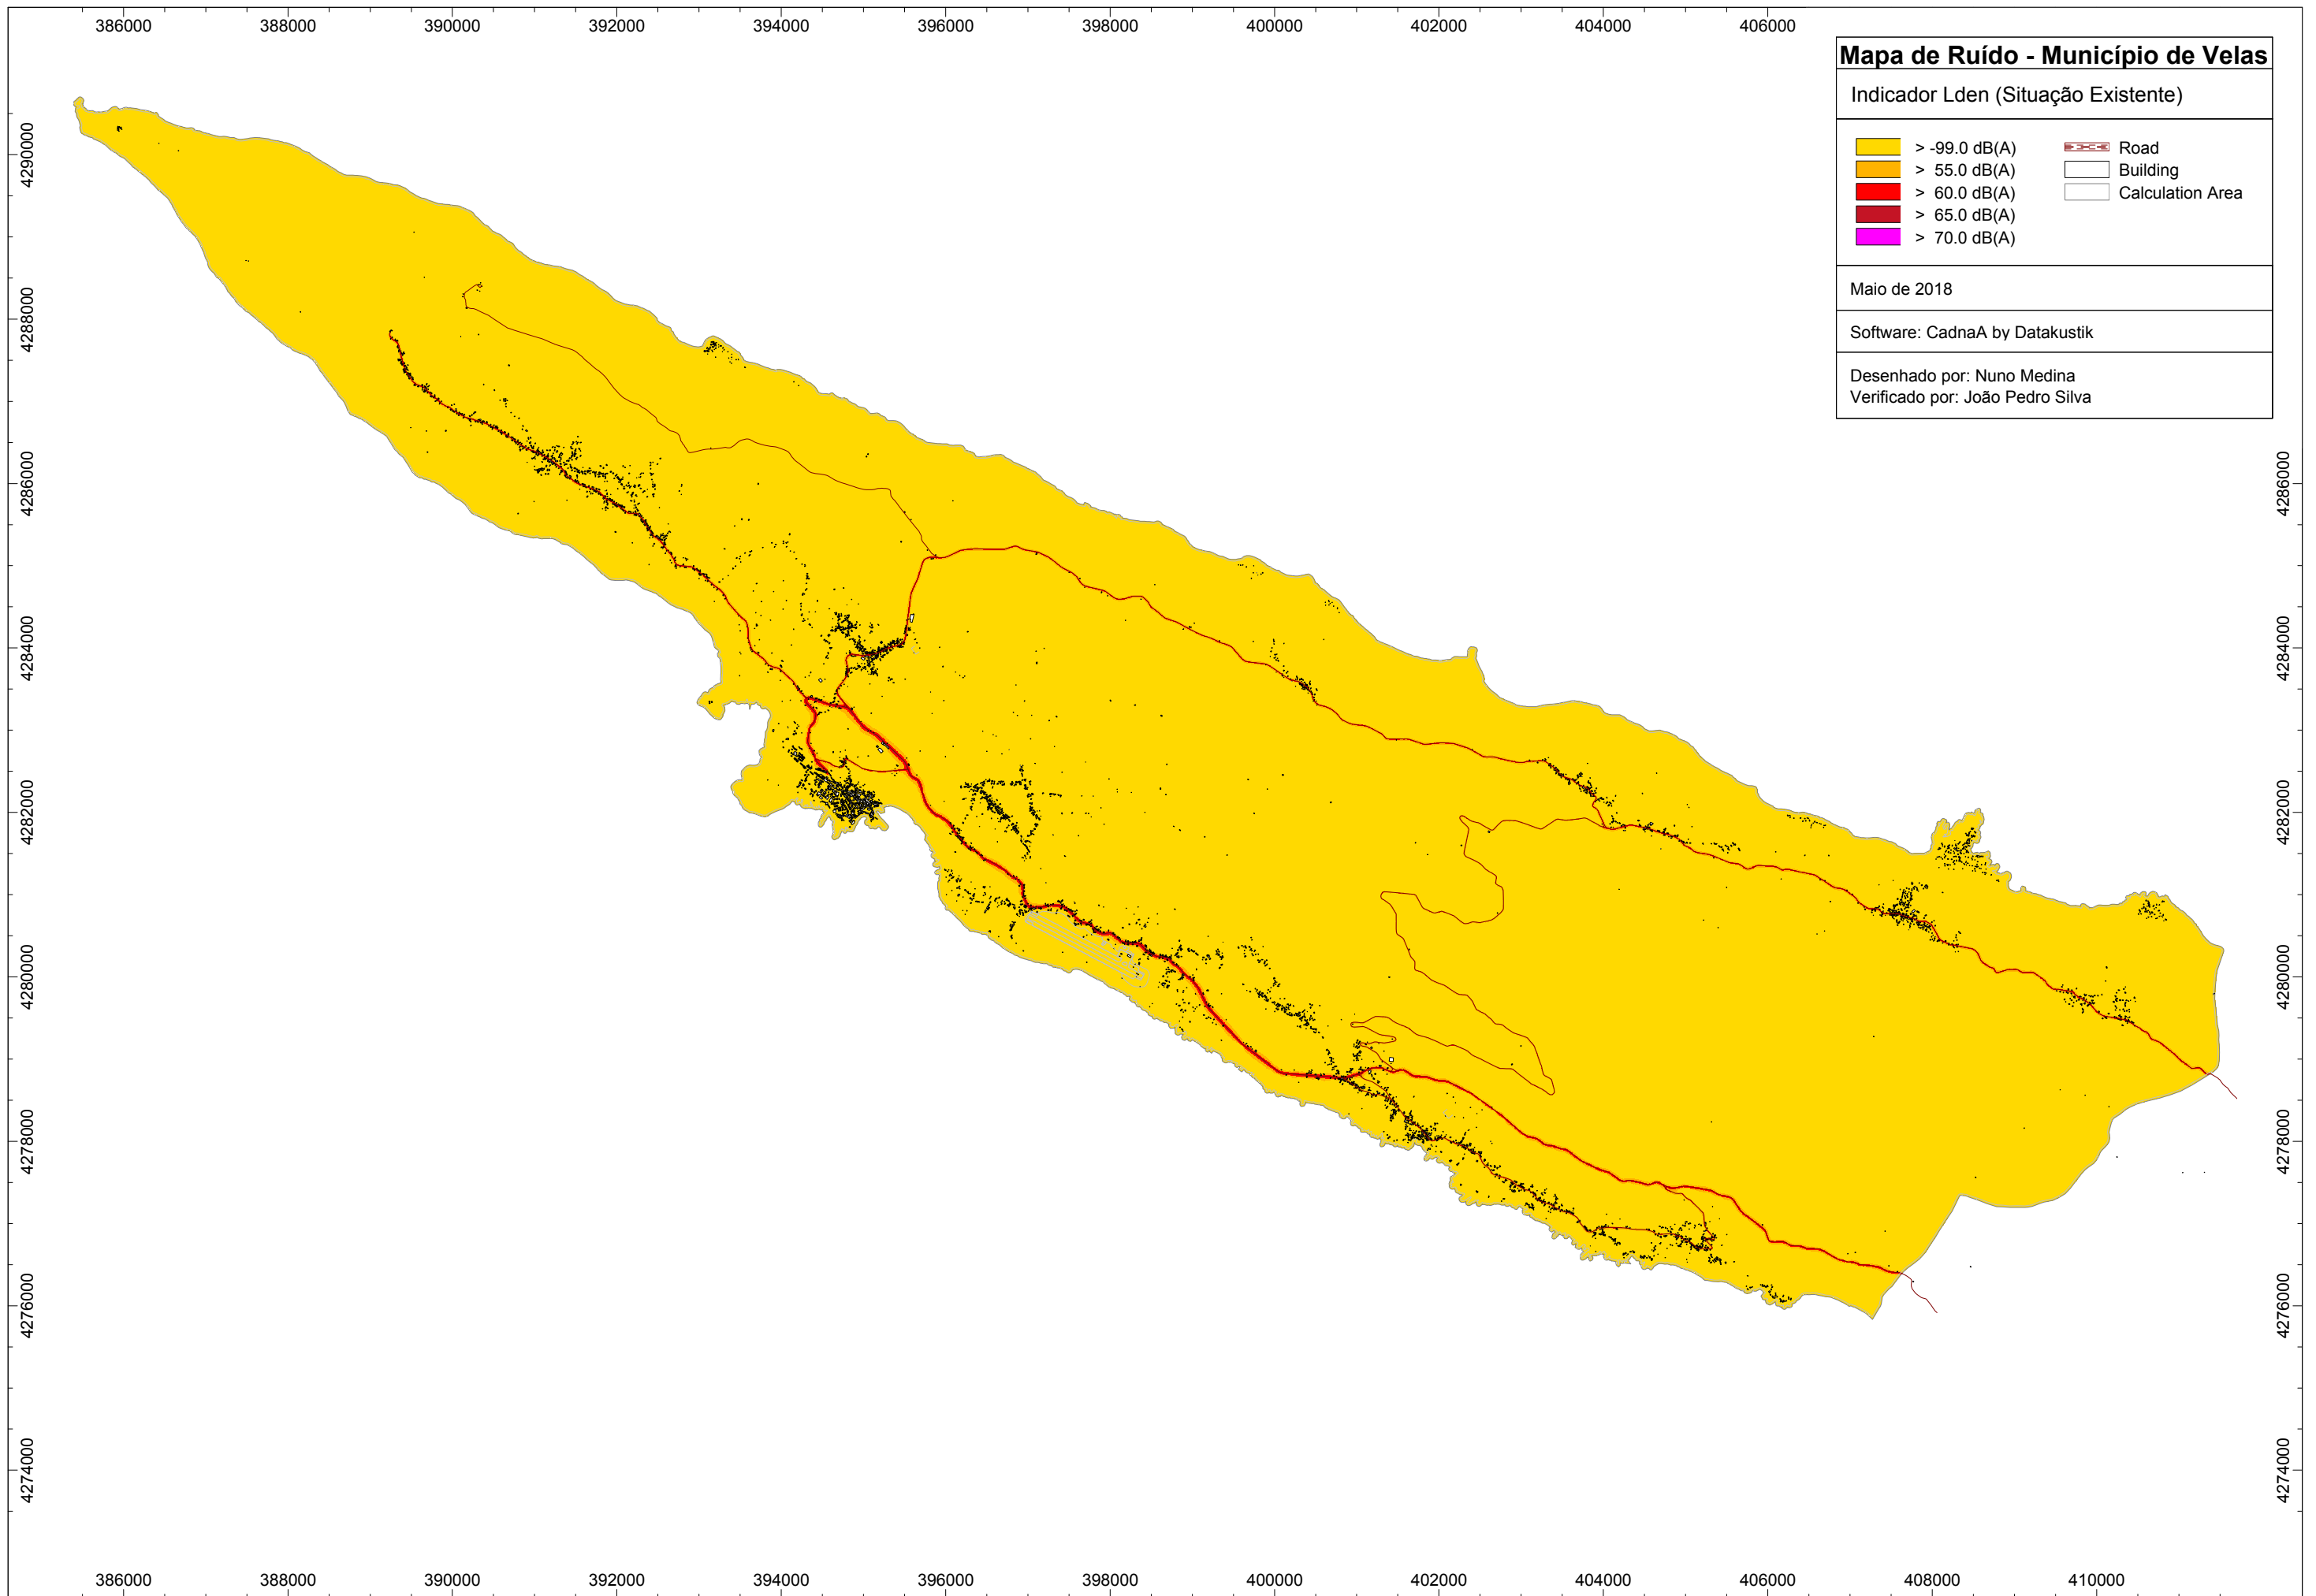 386000 388000 390000 392000 394000 396000 398000 400000 402000 404000 406000
Mapa de Ruído - Município de Velas
Indicador Lden (Situação Existente)
> -99.0 dB(A)
> 55.0 dB(A)
> 60.0 dB(A)
> 65.0 dB(A)
> 70.0 dB(A)
Road
Building
Calculation Area
Maio de 2018
Software: CadnaA by Datakustik
Desenhado por: Nuno Medina
Verificado por: João Pedro Silva
4290000
4288000
4286000
4284000
4282000
4280000
4278000
4276000
4274000
4286000
4284000
4282000
4280000
4278000
4276000
4274000
386000 388000 390000 392000 394000 396000 398000 400000 402000 404000 406000 408000 410000